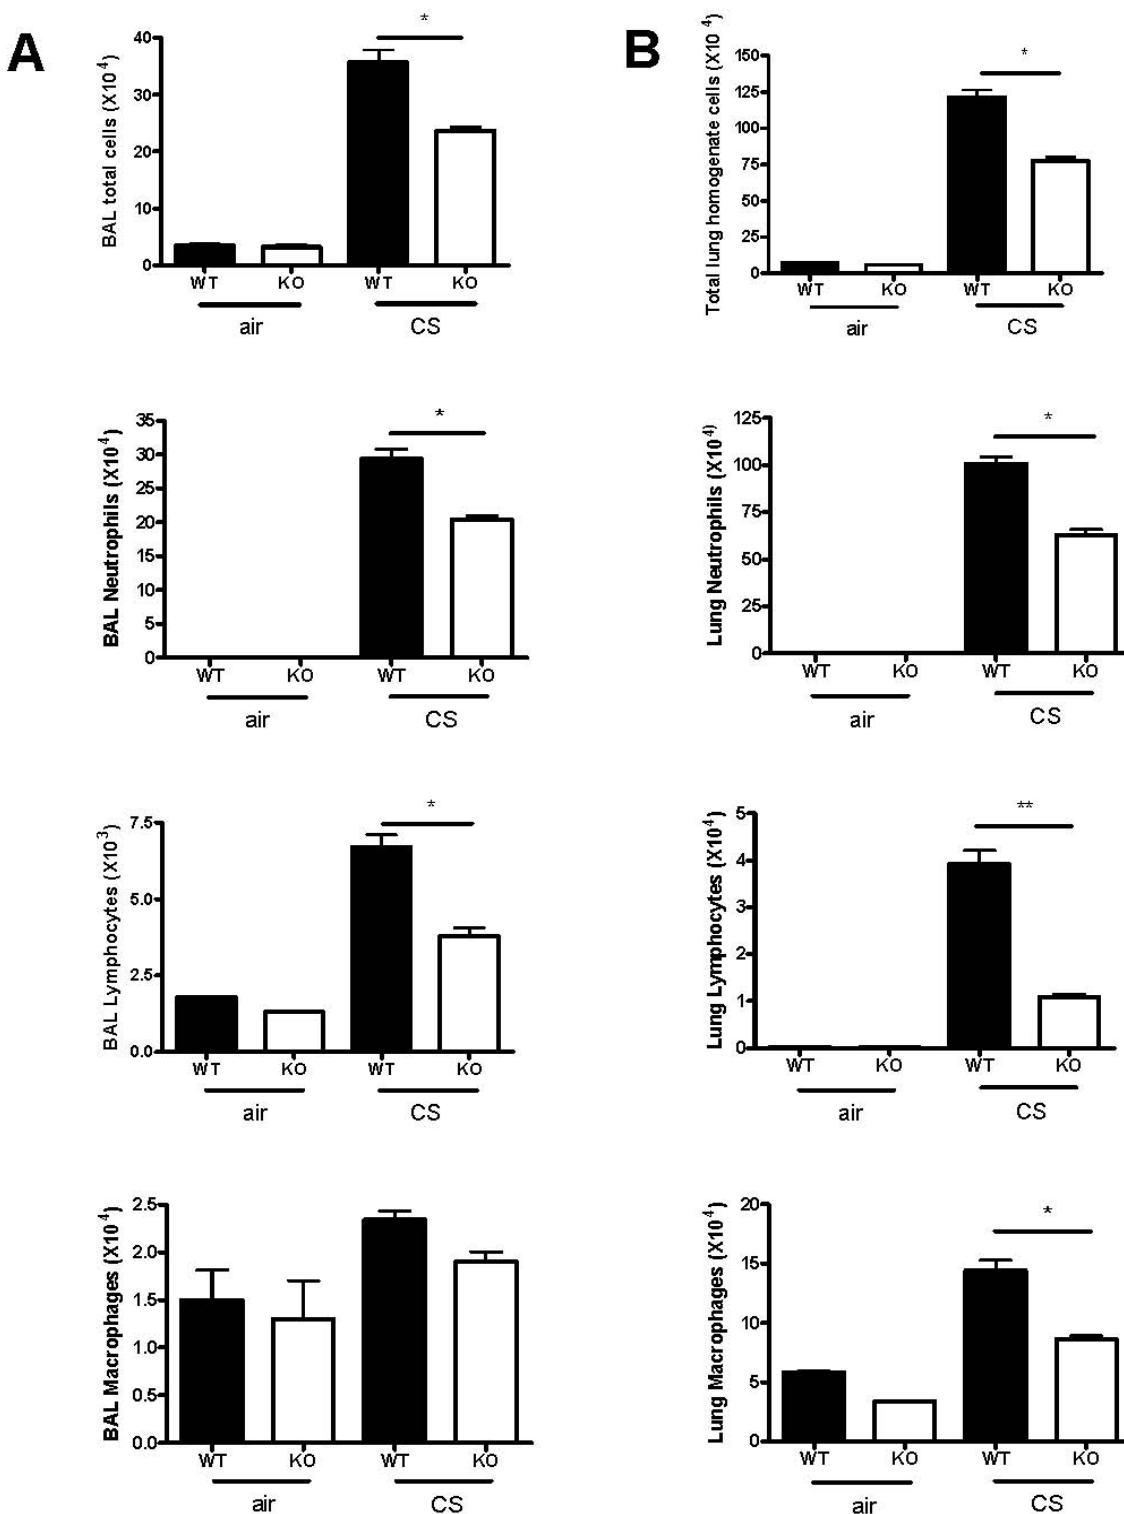 A
BAL total cells (X10⁴)
40
30
20
10
0
*
WT KO WT KO
air CS
B
Total lung homogenate cells (X10⁴)
150
125
100
75
50
25
0
*
WT KO WT KO
air CS
BAL Neutrophils (X10⁴)
35
30
25
20
15
10
5
0
*
WT KO WT KO
air CS
Lung Neutrophils (X10⁴⁾
125
100
75
50
25
0
*
WT KO WT KO
air CS
BAL Lymphocytes (X10³)
7.5
5.0
2.5
0.0
*
WT KO WT KO
air CS
Lung Lymphocytes (X10⁴)
5
4
3
2
1
0
**
WT KO WT KO
air CS
BAL Macrophages (X10⁴)
2.5
2.0
1.5
1.0
0.5
0.0
WT KO WT KO
air CS
Lung Macrophages (X10⁴)
20
15
10
5
0
*
WT KO WT KO
air CS